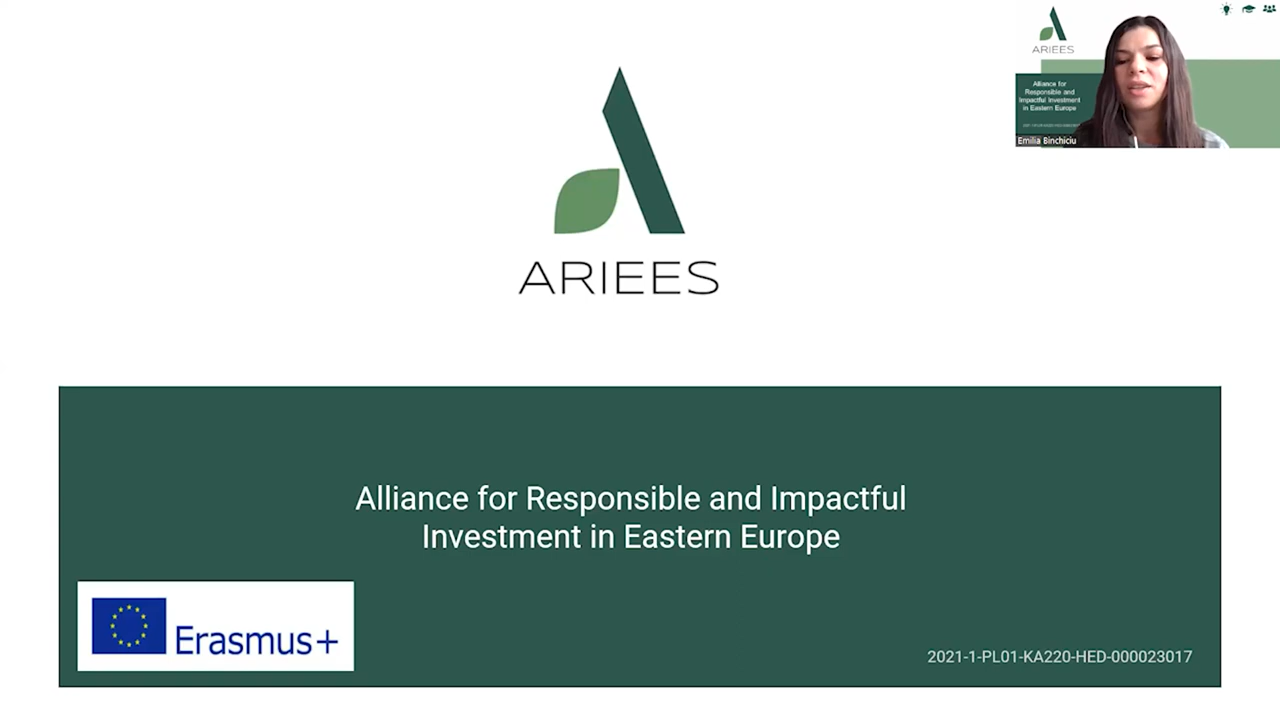 ARIEES
Alliance for
Responsible and
Impactful Investment
in Eastern Europe
Emilia Binchiciu
ARIEES
Alliance for Responsible and Impactful
Investment in Eastern Europe
Erasmus+
2021-1-PL01-KA220-HED-000023017